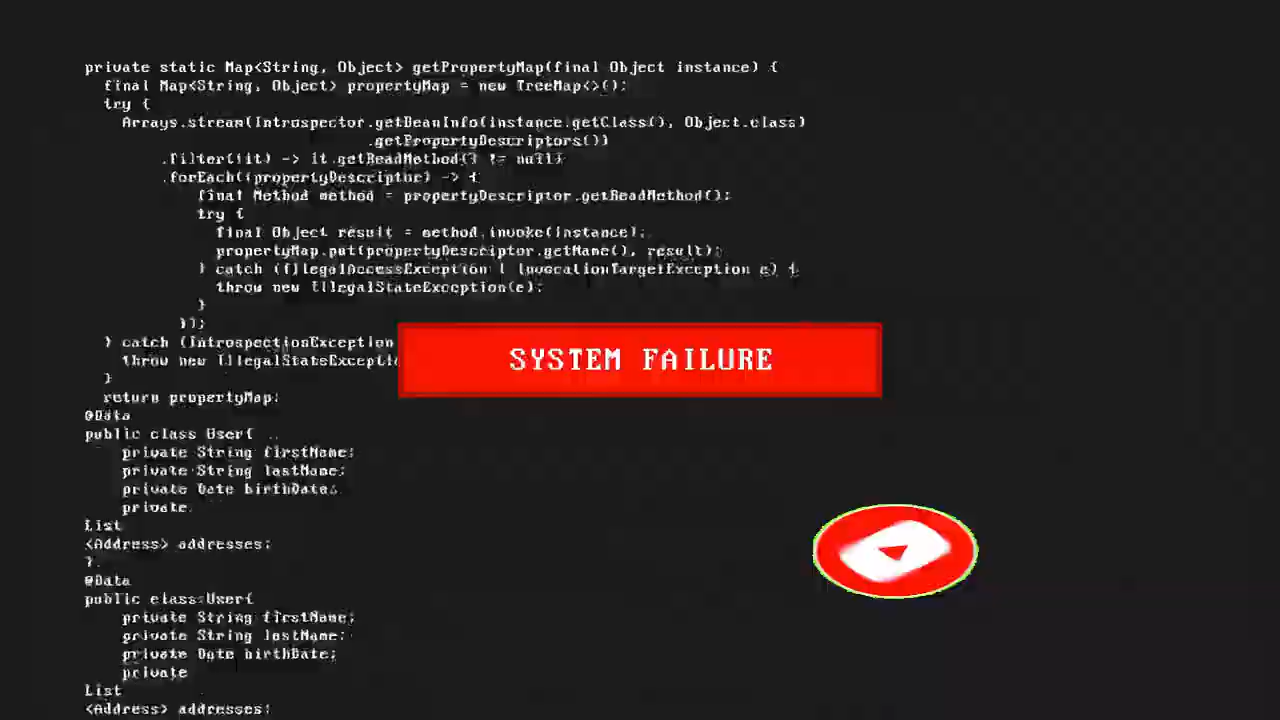 private static Map<String, Object> getPropertyMap(final Object instance) {
final Map<String, Object> propertyMap = new TreeMap<>();
try {
Arrays.stream(Introspector.getBeanInfo(instance.getClass(), Object.class)
.getPropertyDescriptors())
.filter((it) -> it.getReadMethod() != null)
.forEach((propertyDescriptor) -> {
final Method method = propertyDescriptor.getReadMethod();
try {
final Object result = method.invoke(instance);
propertyMap.put(propertyDescriptor.getName(), result);
} catch (IllegalAccessException | InvocationTargetException e) {
throw new IllegalStateException(e);
}
});
} catch (IntrospectionException
throw new IllegalStateExcepti
SYSTEM FAILURE
}
return propertyMap;
@Data
public class User{
private String firstName;
private String lastName;
private Date birthDate;
private
List
<Address> addresses;
}
@Data
public class User{
private String firstName;
private String lastName;
private Date birthDate;
private
List
<Address> addresses;